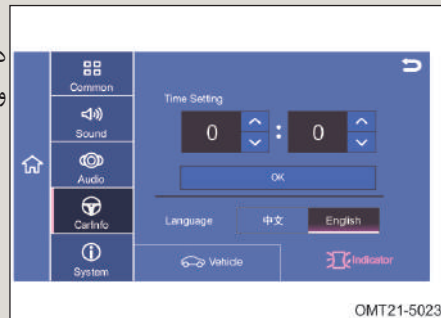 Common
Sound
Audio
CarInfo
System
Time Setting
0 : 0
OK
Language 中文 English
Vehicle
Indicator
OMT21-5023